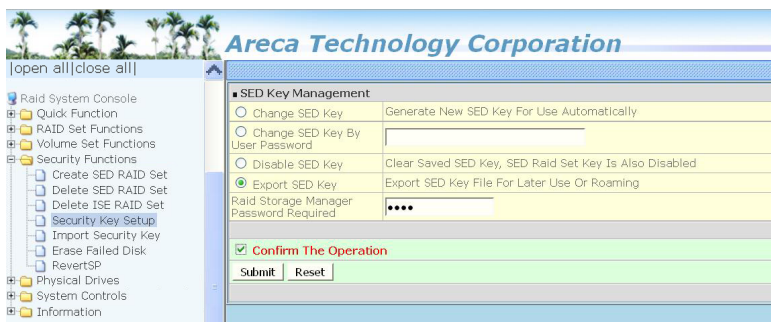 Areca Technology Corporation
|open all|close all|
Raid System Console
Quick Function
RAID Set Functions
Volume Set Functions
Security Functions
Create SED RAID Set
Delete SED RAID Set
Delete ISE RAID Set
Security Key Setup
Import Security Key
Erase Failed Disk
RevertSP
Physical Drives
System Controls
Information
SED Key Management
Change SED Key Generate New SED Key For Use Automatically
Change SED Key By
User Password
Disable SED Key Clear Saved SED Key, SED Raid Set Key Is Also Disabled
Export SED Key Export SED Key File For Later Use Or Roaming
Raid Storage Manager
Password Required ••••
Confirm The Operation
Submit Reset